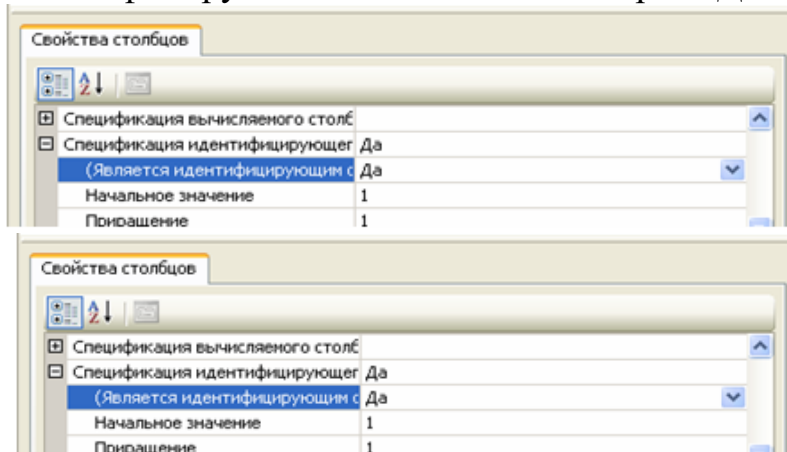 Свойства столбцов
Спецификация вычисляемого столб
Спецификация идентифицирующег Да
(Является идентифицирующим с Да
Начальное значение 1
Приращение 1
Свойства столбцов
Спецификация вычисляемого столб
Спецификация идентифицирующег Да
(Является идентифицирующим с Да
Начальное значение 1
Приращение 1